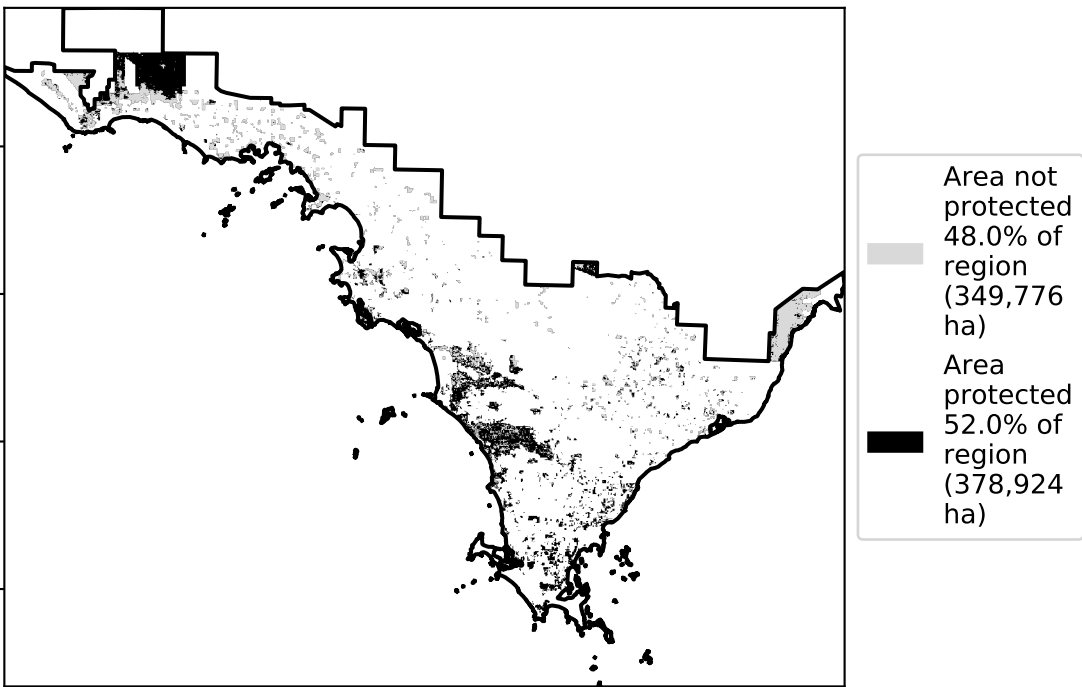 Area not
protected
48.0% of
region
(349,776
ha)
Area
protected
52.0% of
region
(378,924
ha)